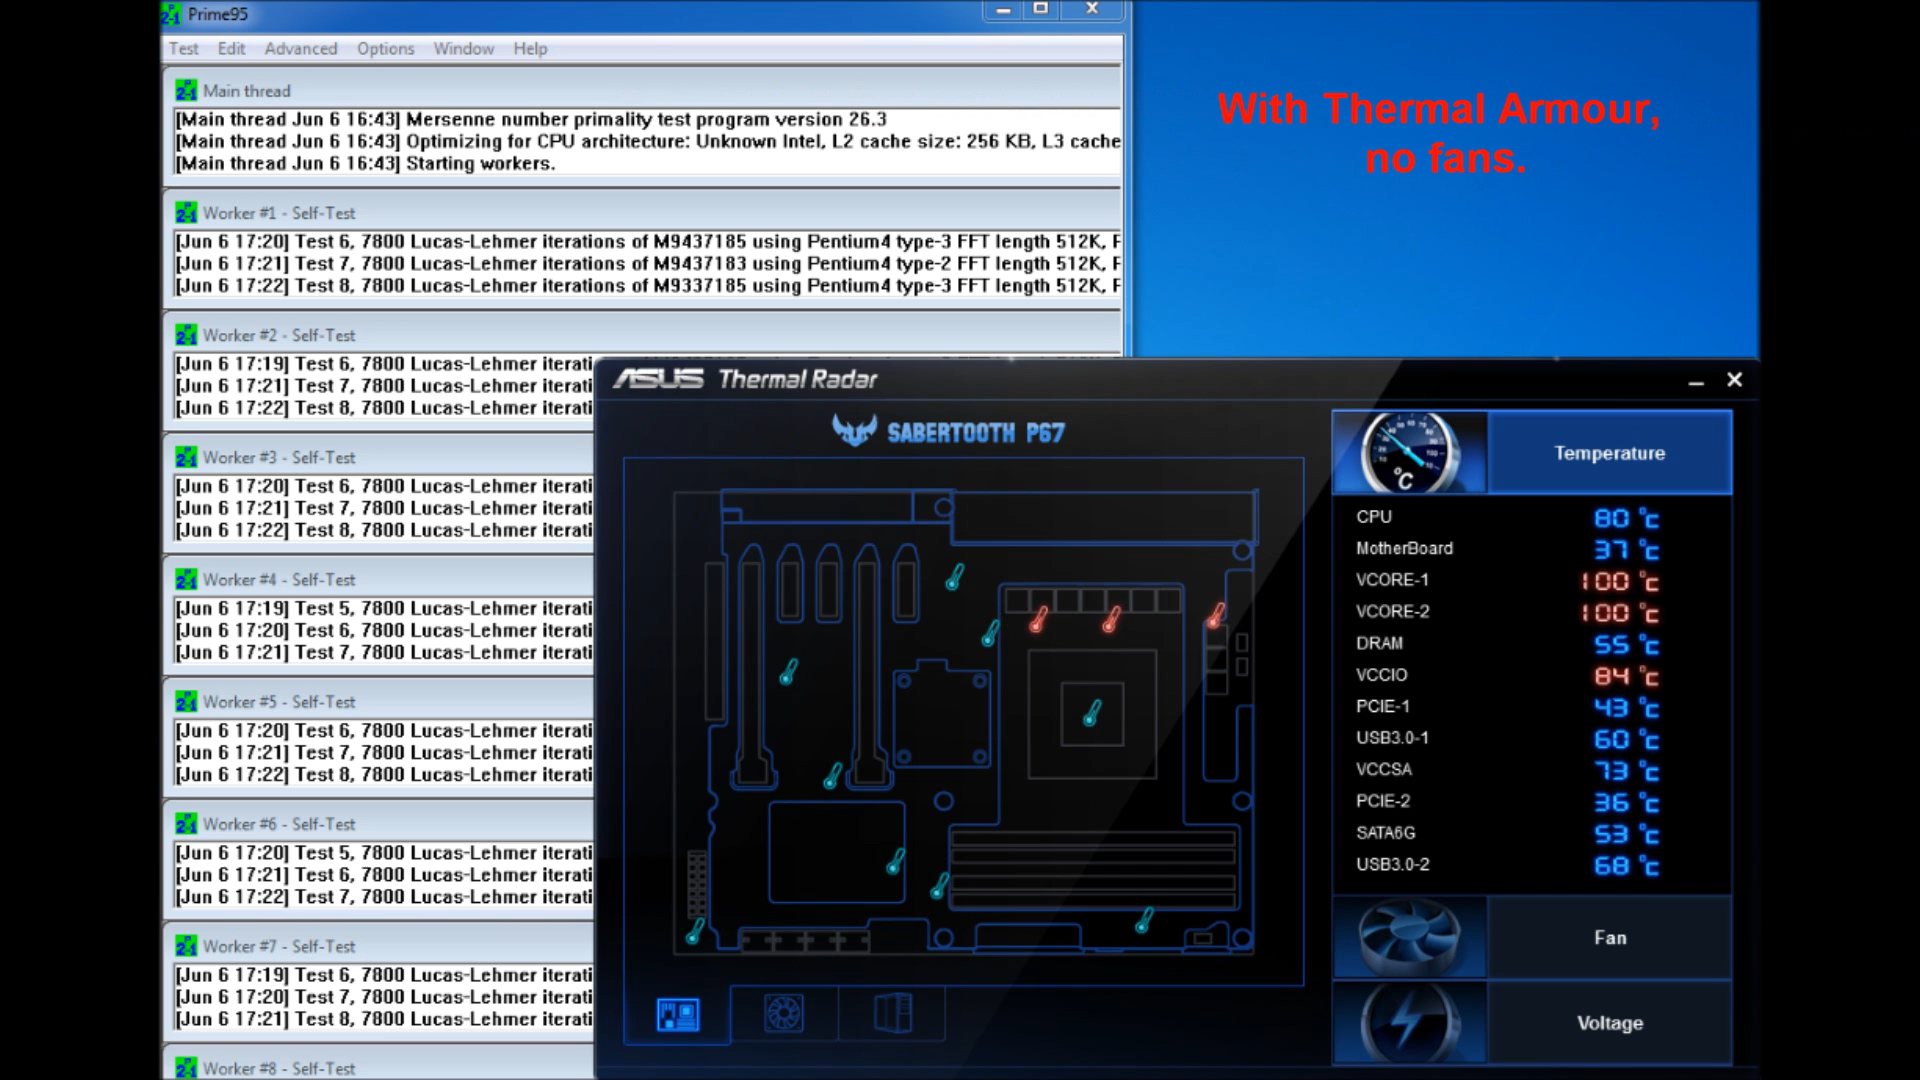 Prime95
Test Edit Advanced Options Window Help
Main thread
[Main thread Jun 6 16:43] Mersenne number primality test program version 26.3
[Main thread Jun 6 16:43] Optimizing for CPU architecture: Unknown Intel, L2 cache size: 256 KB, L3 cache
[Main thread Jun 6 16:43] Starting workers.
Worker #1 - Self-Test
[Jun 6 17:20] Test 6, 7800 Lucas-Lehmer iterations of M9437185 using Pentium4 type-3 FFT length 512K, F
[Jun 6 17:21] Test 7, 7800 Lucas-Lehmer iterations of M9437183 using Pentium4 type-2 FFT length 512K, F
[Jun 6 17:22] Test 8, 7800 Lucas-Lehmer iterations of M9337185 using Pentium4 type-3 FFT length 512K, F
Worker #2 - Self-Test
[Jun 6 17:19] Test 6, 7800 Lucas-Lehmer iterati
[Jun 6 17:21] Test 7, 7800 Lucas-Lehmer iterati
[Jun 6 17:22] Test 8, 7800 Lucas-Lehmer iterati
Worker #3 - Self-Test
[Jun 6 17:20] Test 6, 7800 Lucas-Lehmer iterati
[Jun 6 17:21] Test 7, 7800 Lucas-Lehmer iterati
[Jun 6 17:22] Test 8, 7800 Lucas-Lehmer iterati
Worker #4 - Self-Test
[Jun 6 17:19] Test 5, 7800 Lucas-Lehmer iterati
[Jun 6 17:20] Test 6, 7800 Lucas-Lehmer iterati
[Jun 6 17:21] Test 7, 7800 Lucas-Lehmer iterati
Worker #5 - Self-Test
[Jun 6 17:20] Test 6, 7800 Lucas-Lehmer iterati
[Jun 6 17:21] Test 7, 7800 Lucas-Lehmer iterati
[Jun 6 17:22] Test 8, 7800 Lucas-Lehmer iterati
Worker #6 - Self-Test
[Jun 6 17:20] Test 5, 7800 Lucas-Lehmer iterati
[Jun 6 17:21] Test 6, 7800 Lucas-Lehmer iterati
[Jun 6 17:22] Test 7, 7800 Lucas-Lehmer iterati
Worker #7 - Self-Test
[Jun 6 17:19] Test 6, 7800 Lucas-Lehmer iterati
[Jun 6 17:20] Test 7, 7800 Lucas-Lehmer iterati
[Jun 6 17:21] Test 8, 7800 Lucas-Lehmer iterati
Worker #8 - Self-Test
With Thermal Armour,
no fans.
ASUS Thermal Radar
SABERTOOTH P67
°C
Temperature
CPU 80 °C
MotherBoard 37 °C
VCORE-1 100 °C
VCORE-2 100 °C
DRAM 55 °C
VCCIO 84 °C
PCIE-1 43 °C
USB3.0-1 60 °C
VCCSA 73 °C
PCIE-2 36 °C
SATA6G 53 °C
USB3.0-2 68 °C
Fan
Voltage